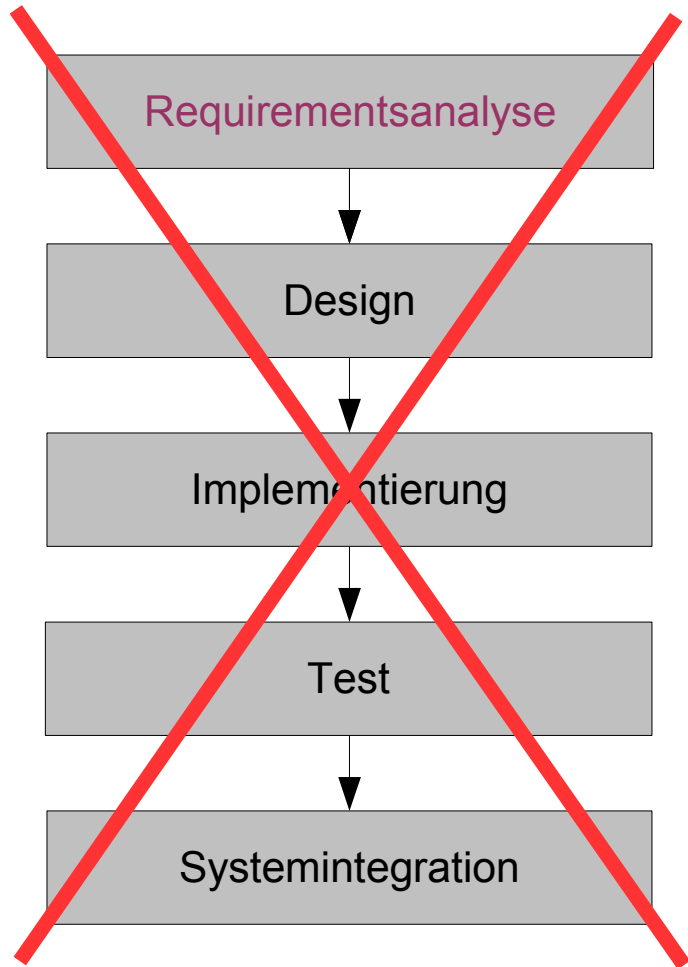 Requirementsanalyse
Design
Implementierung
Test
Systemintegration